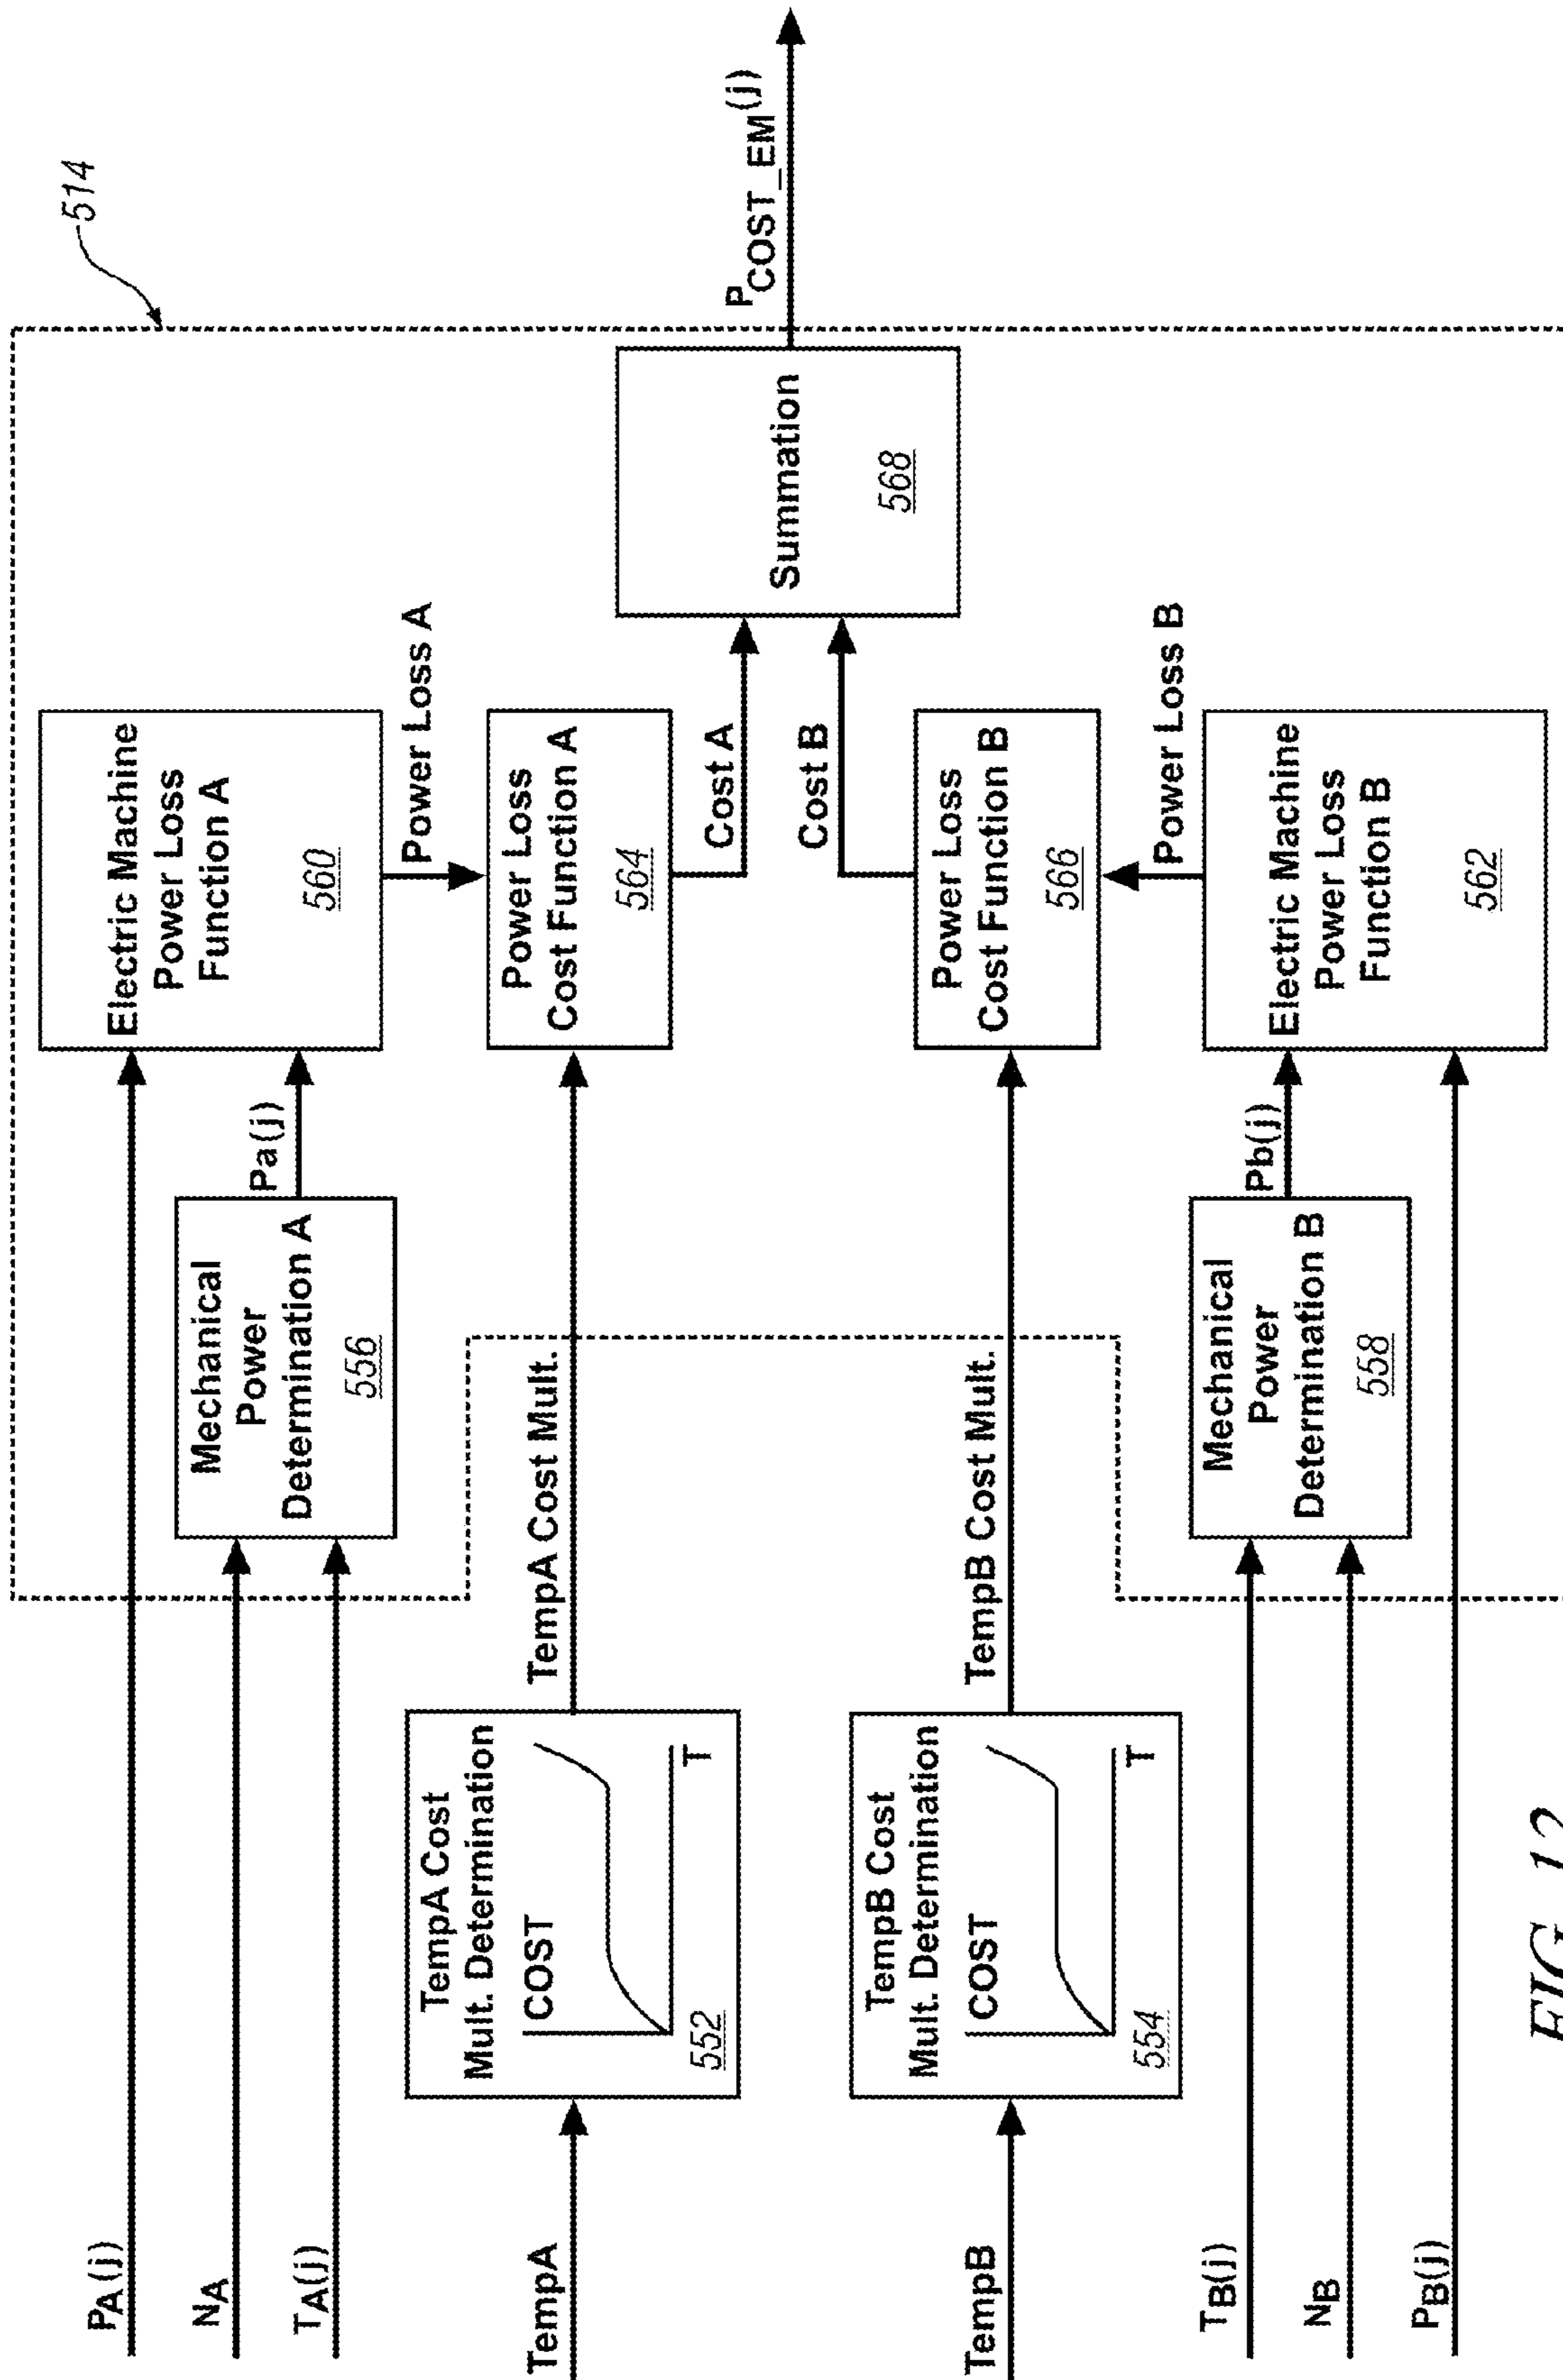 514
P_A(j)
N_A
T_A(j)
Mechanical
Power
Determination A
556
Pa(j)
Electric Machine
Power Loss
Function A
560
Power Loss A
TempA
TempA Cost
Mult. Determination
COST
T
552
TempA Cost Mult.
Power Loss
Cost Function A
564
Cost A
Summation
568
P_COST_EM(j)
TempB
TempB Cost
Mult. Determination
COST
T
554
TempB Cost Mult.
Power Loss
Cost Function B
566
Cost B
Power Loss B
T_B(j)
N_B
P_B(j)
Mechanical
Power
Determination B
558
Pb(j)
Electric Machine
Power Loss
Function B
562
FIG. 12